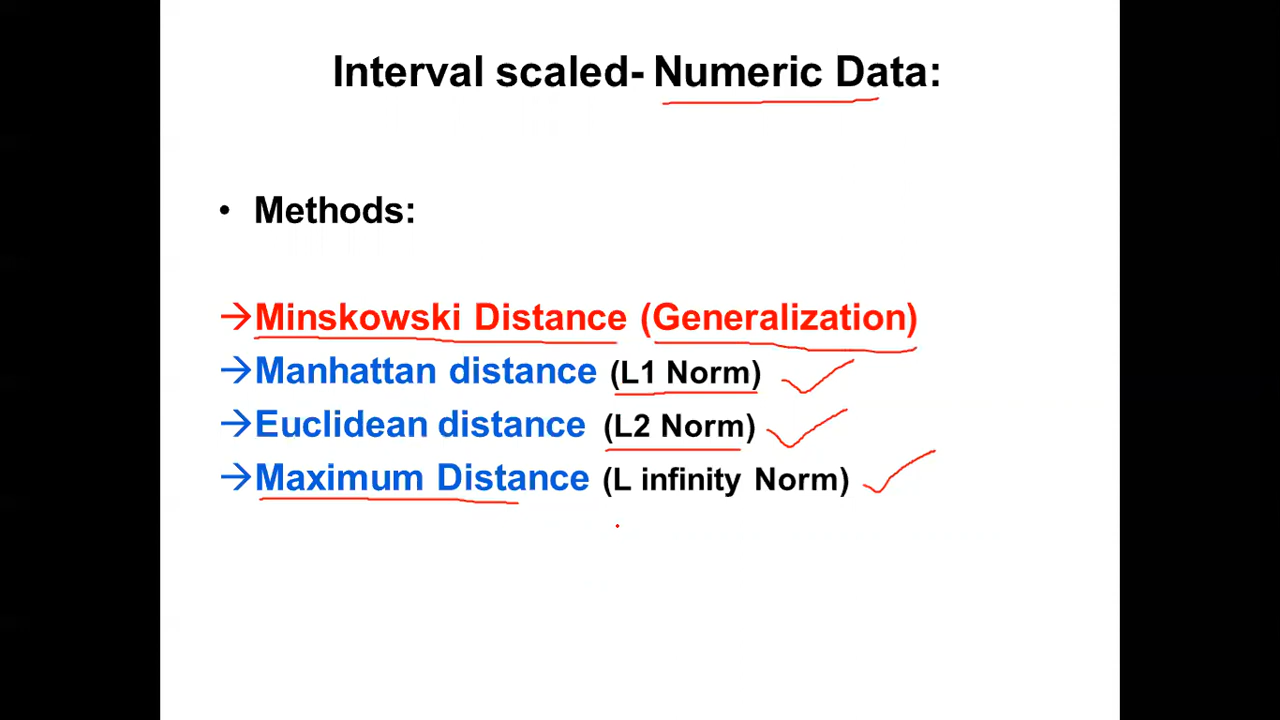 Interval scaled- Numeric Data:
• Methods:
→Minskowski Distance (Generalization)
→Manhattan distance (L1 Norm)
→Euclidean distance (L2 Norm)
→Maximum Distance (L infinity Norm)